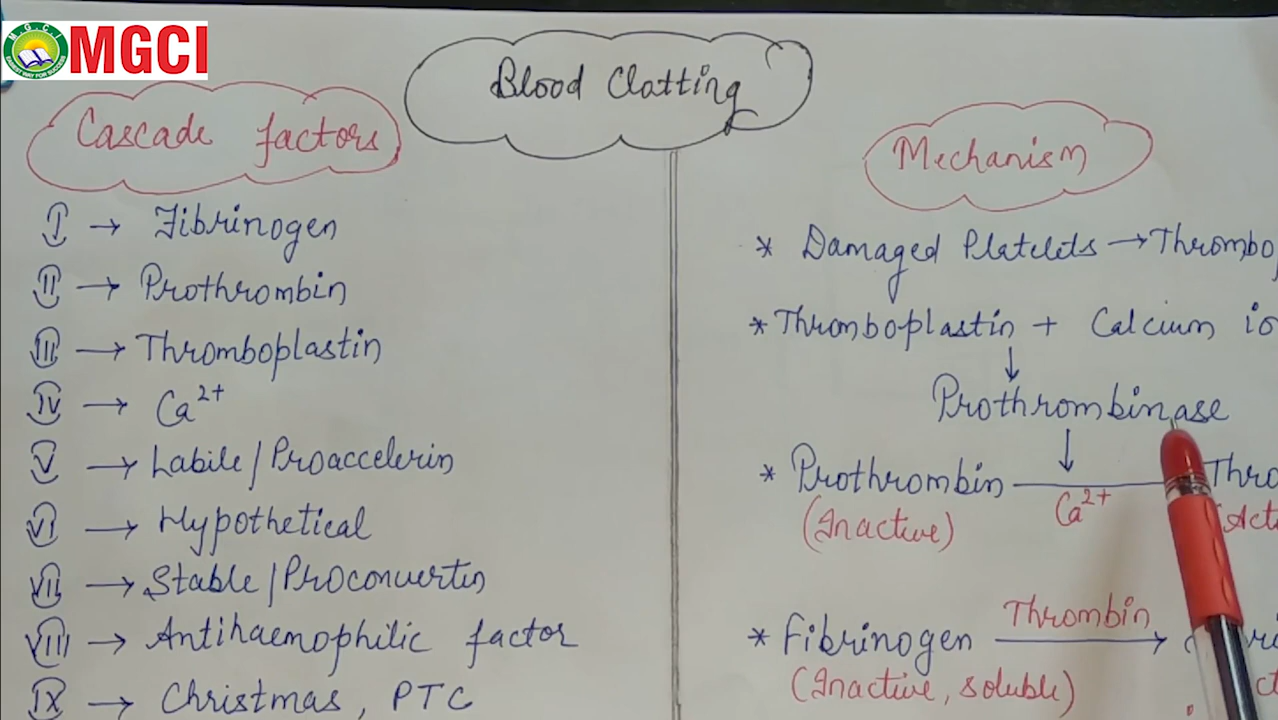 MGCI
Blood Clotting
Cascade factors
I → Fibrinogen
II → Prothrombin
III → Thromboplastin
IV → Ca²⁺
V → Labile/Proaccelerin
VI → Hypothetical
VII → Stable/Proconvertin
VIII → Antihaemophilic factor
IX → Christmas, PTC
Mechanism
* Damaged Platelets → Thrombo
* Thromboplastin + Calcium io
↓
Prothrombinase
↓
* Prothrombin Thro
(Inactive) Ca²⁺ (Act
Thrombin
* Fibrinogen →
(Inactive, soluble)